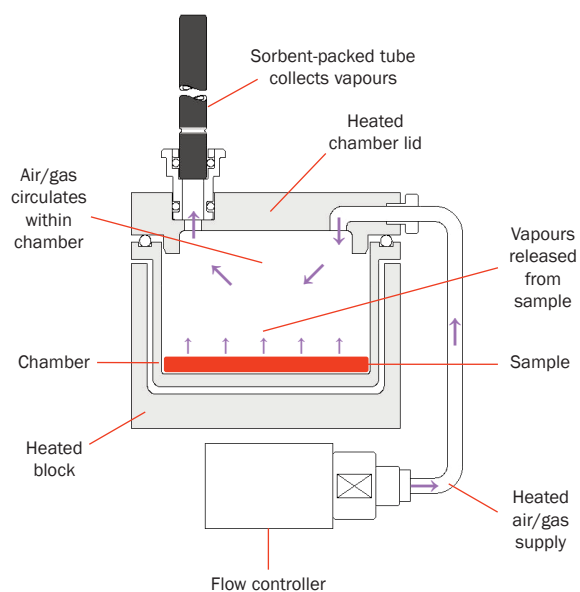 Sorbent-packed tube
collects vapours
Heated
chamber lid
Air/gas
circulates
within
chamber
Vapours
released
from
sample
Chamber
Sample
Heated
block
Heated
air/gas
supply
Flow controller